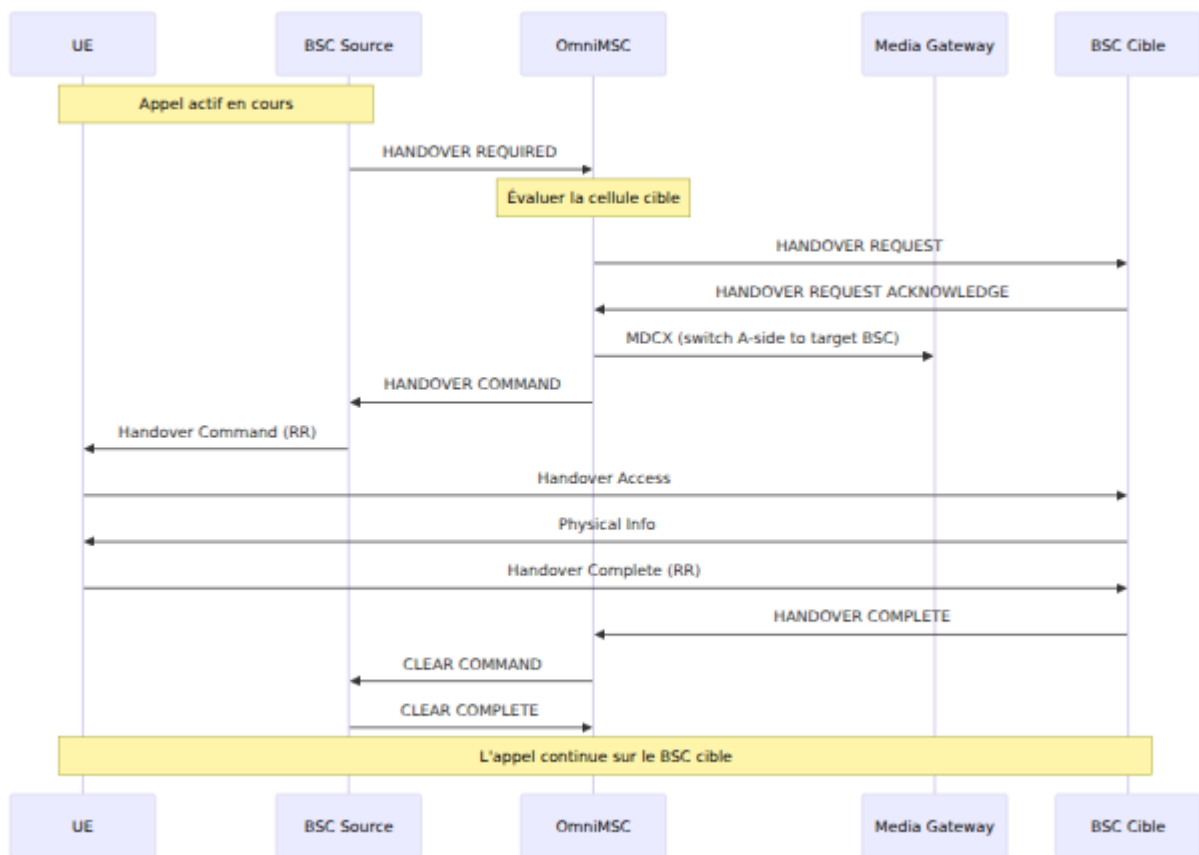 UE
BSC Source
OmniMSC
Media Gateway
BSC Cible
Appel actif en cours
HANDOVER REQUIRED
Évaluer la cellule cible
HANDOVER REQUEST
HANDOVER REQUEST ACKNOWLEDGE
MDCX (switch A-side to target BSC)
HANDOVER COMMAND
Handover Command (RR)
Handover Access
Physical Info
Handover Complete (RR)
HANDOVER COMPLETE
CLEAR COMMAND
CLEAR COMPLETE
L'appel continue sur le BSC cible
UE
BSC Source
OmniMSC
Media Gateway
BSC Cible